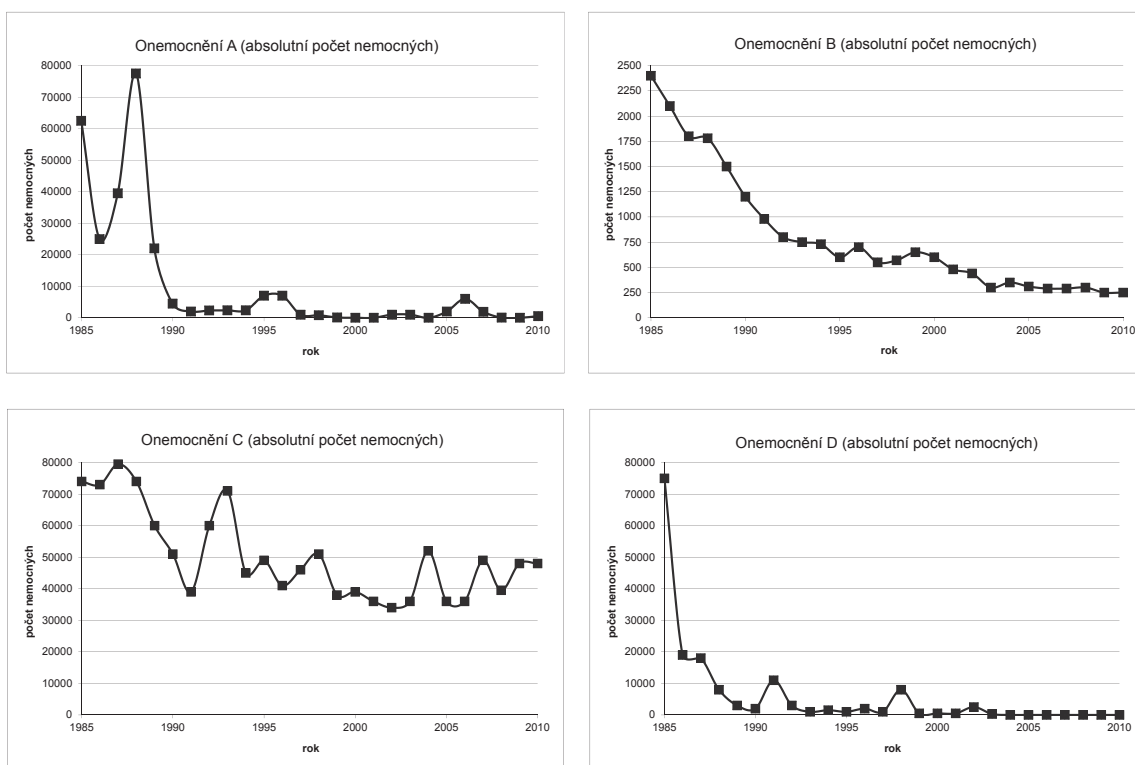 Onemocnění A (absolutní počet nemocných)
80000
70000
60000
50000
40000
30000
20000
10000
0
počet nemocných
1985 1990 1995 2000 2005 2010
rok
Onemocnění B (absolutní počet nemocných)
2500
2250
2000
1750
1500
1250
1000
750
500
250
0
počet nemocných
1985 1990 1995 2000 2005 2010
rok
Onemocnění C (absolutní počet nemocných)
80000
70000
60000
50000
40000
30000
20000
10000
0
počet nemocných
1985 1990 1995 2000 2005 2010
rok
Onemocnění D (absolutní počet nemocných)
80000
70000
60000
50000
40000
30000
20000
10000
0
počet nemocných
1985 1990 1995 2000 2005 2010
rok